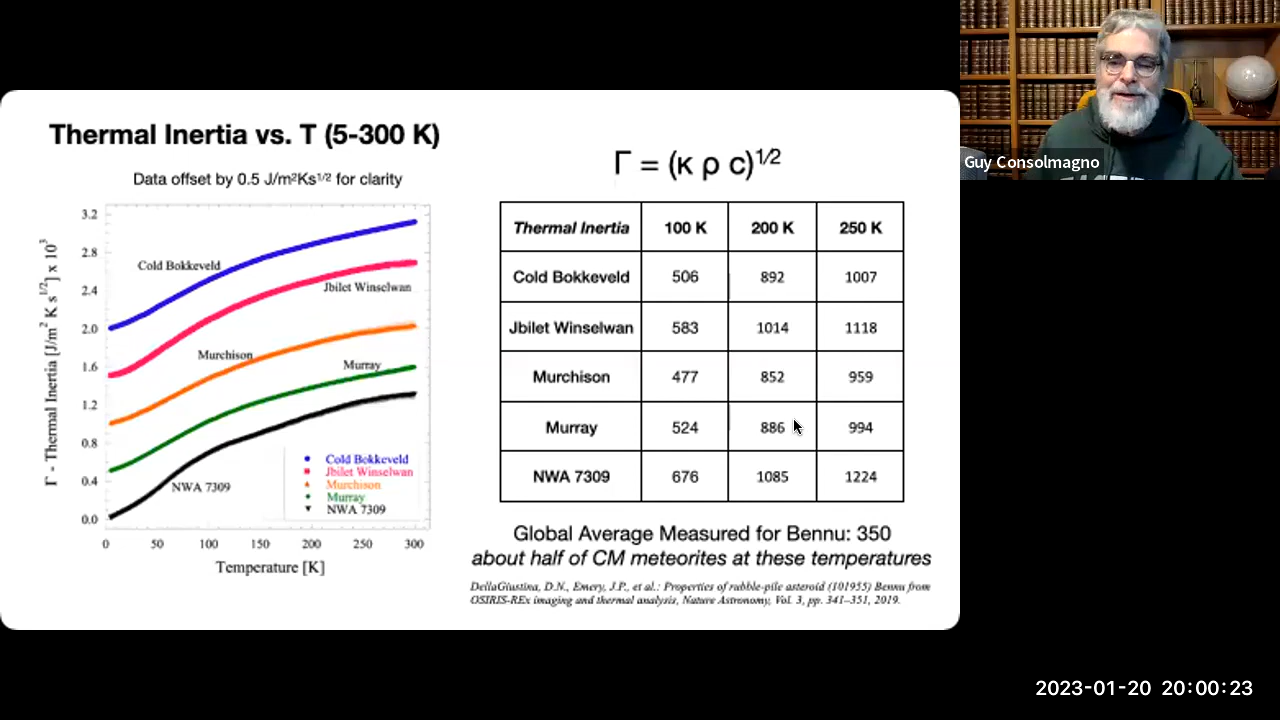 Thermal Inertia vs. T (5-300 K)
Data offset by 0.5 J/m²Ks¹/² for clarity
Γ - Thermal Inertia [J/m² K s¹/²] x 10³
3.2
2.8
2.4
2.0
1.6
1.2
0.8
0.4
0.0
Cold Bokkeveld
Jbilet Winselwan
Murchison
Murray
NWA 7309
Cold Bokkeveld
Jbilet Winselwan
Murchison
Murray
NWA 7309
0 50 100 150 200 250 300
Temperature [K]
Γ = (κ ρ c)¹/²
Thermal Inertia 100 K 200 K 250 K
Cold Bokkeveld 506 892 1007
Jbilet Winselwan 583 1014 1118
Murchison 477 852 959
Murray 524 886 994
NWA 7309 676 1085 1224
Global Average Measured for Bennu: 350
about half of CM meteorites at these temperatures
DellaGiustina, D.N., Emery, J.P., et al.: Properties of rubble-pile asteroid (101955) Bennu from
OSIRIS-REx imaging and thermal analysis, Nature Astronomy, Vol. 3, pp. 341–351, 2019.
Guy Consolmagno
2023-01-20 20:00:23